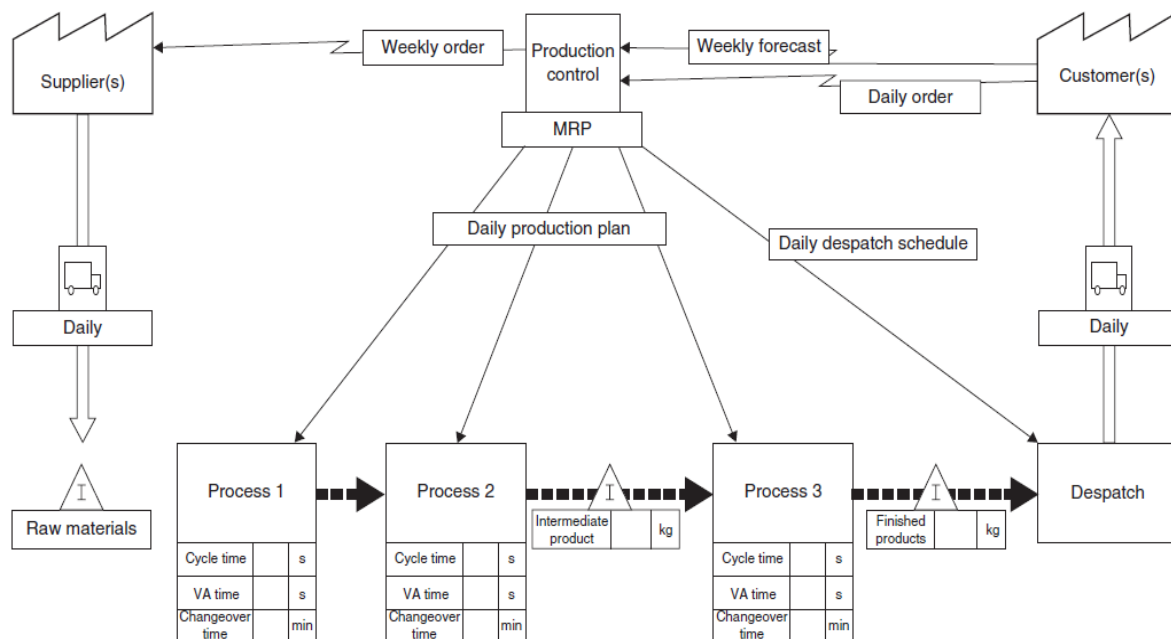 Supplier(s)
Weekly order
Production
control
MRP
Weekly forecast
Daily order
Customer(s)
Daily production plan
Daily despatch schedule
Daily
Daily
I
Raw materials
Process 1
Cycle time s
VA time s
Changeover
time min
Process 2
Cycle time s
VA time s
Changeover
time min
I
Intermediate
product kg
Process 3
Cycle time s
VA time s
Changeover
time min
I
Finished
products kg
Despatch